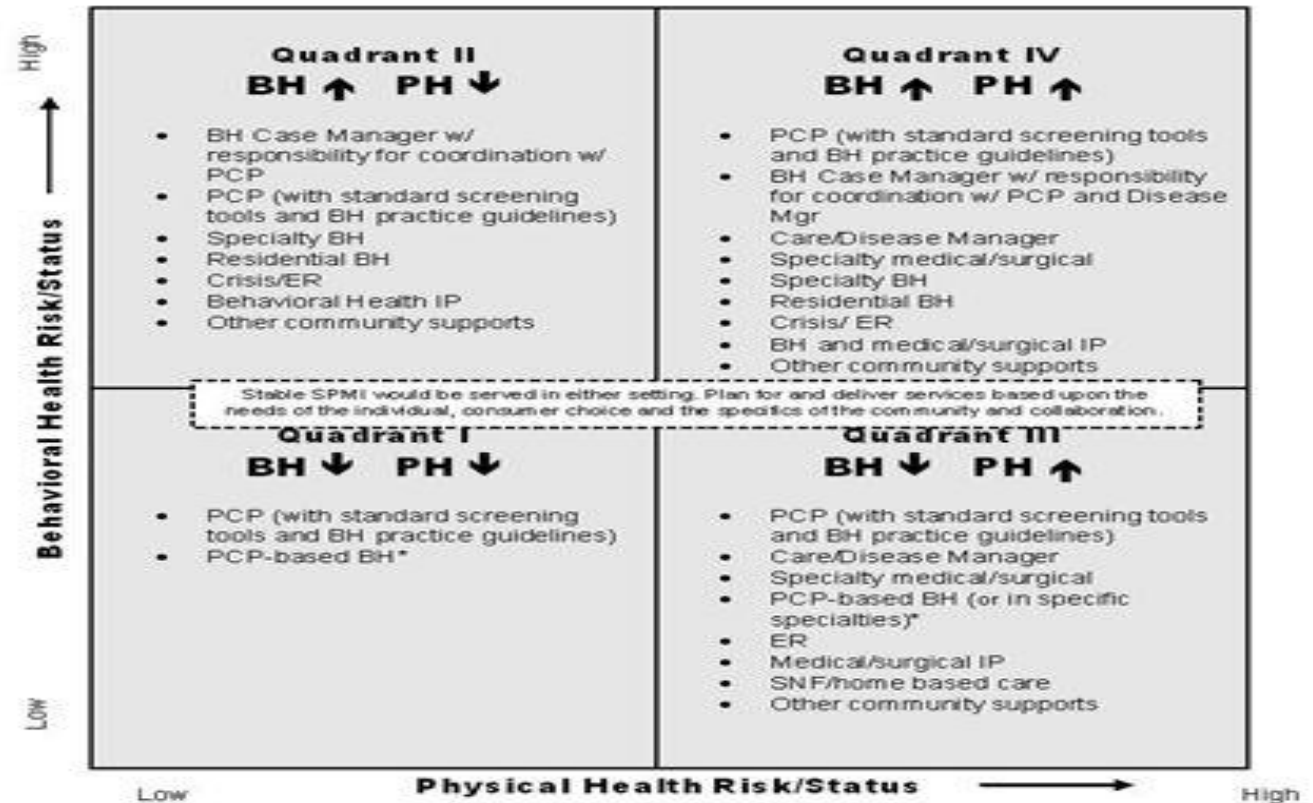 High
Behavioral Health Risk/Status
Low
Quadrant II
BH ↑ PH ↓
• BH Case Manager w/
responsibility for coordination w/
PCP
• PCP (with standard screening
tools and BH practice guidelines)
• Specialty BH
• Residential BH
• Crisis/ER
• Behavioral Health IP
• Other community supports
Quadrant IV
BH ↑ PH ↑
• PCP (with standard screening tools
and BH practice guidelines)
• BH Case Manager w/ responsibility
for coordination w/ PCP and Disease
Mgr
• Care/Disease Manager
• Specialty medical/surgical
• Specialty BH
• Residential BH
• Crisis/ ER
• BH and medical/surgical IP
• Other community supports
Stable SPMI would be served in either setting. Plan for and deliver services based upon the
needs of the individual, consumer choice and the specifics of the community and collaboration.
Quadrant I
BH ↓ PH ↓
• PCP (with standard screening
tools and BH practice guidelines)
• PCP-based BH*
Quadrant III
BH ↓ PH ↑
• PCP (with standard screening tools
and BH practice guidelines)
• Care/Disease Manager
• Specialty medical/surgical
• PCP-based BH (or in specific
specialties)*
• ER
• Medical/surgical IP
• SNF/home based care
• Other community supports
Low
Physical Health Risk/Status
High